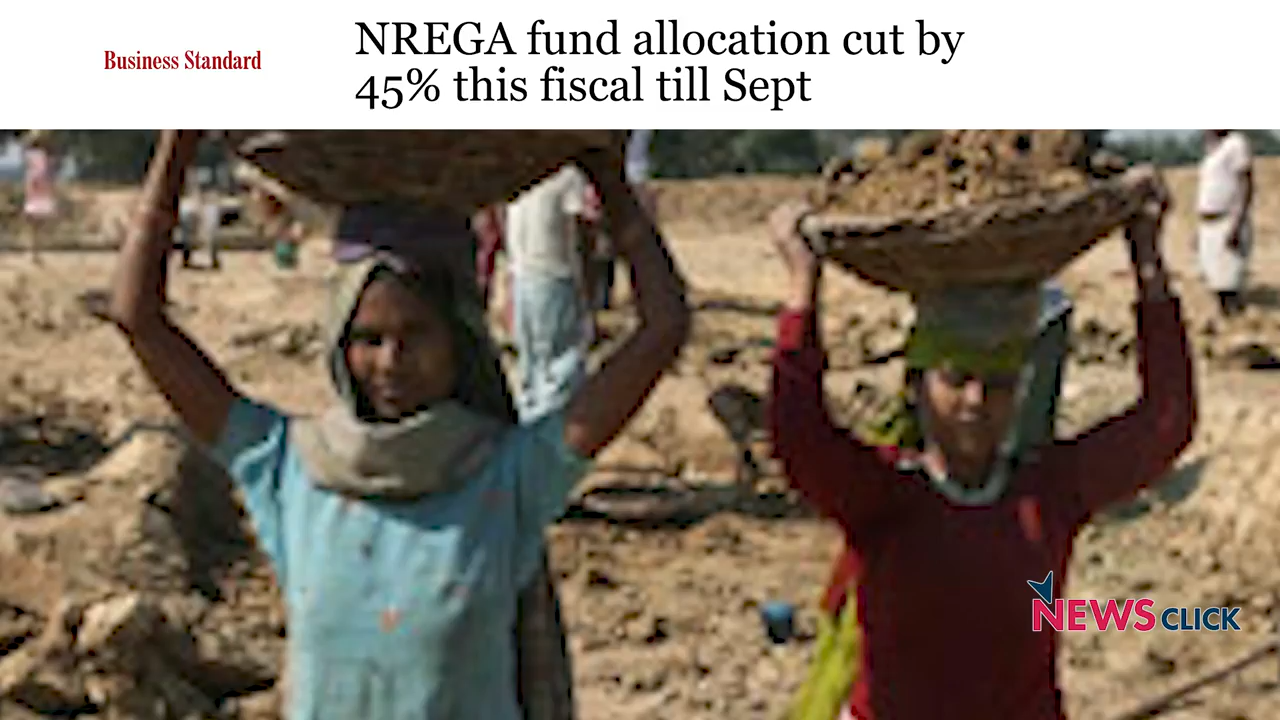 Business Standard
NREGA fund allocation cut by
45% this fiscal till Sept
NEWSCLICK